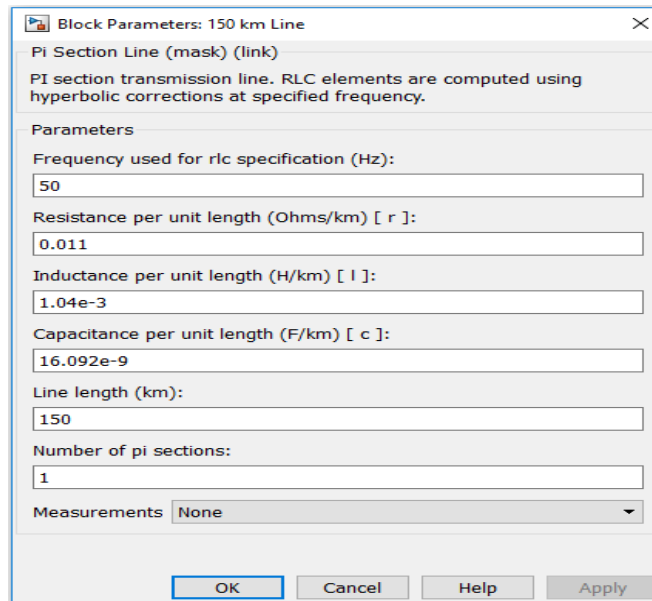 Block Parameters: 150 km Line
Pi Section Line (mask) (link)
PI section transmission line. RLC elements are computed using
hyperbolic corrections at specified frequency.
Parameters
Frequency used for rlc specification (Hz):
50
Resistance per unit length (Ohms/km) [ r ]:
0.011
Inductance per unit length (H/km) [ l ]:
1.04e-3
Capacitance per unit length (F/km) [ c ]:
16.092e-9
Line length (km):
150
Number of pi sections:
1
Measurements None
OK Cancel Help Apply